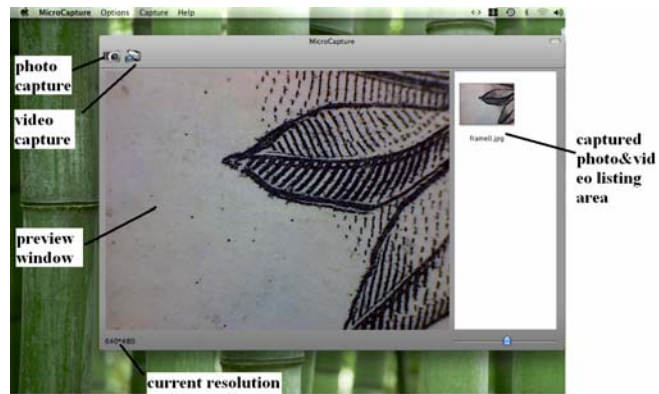 MicroCapture Options Capture Help
MicroCapture
photo
capture
video
capture
preview
window
frame0.jpg
captured
photo&vid
eo listing
area
640*480
current resolution